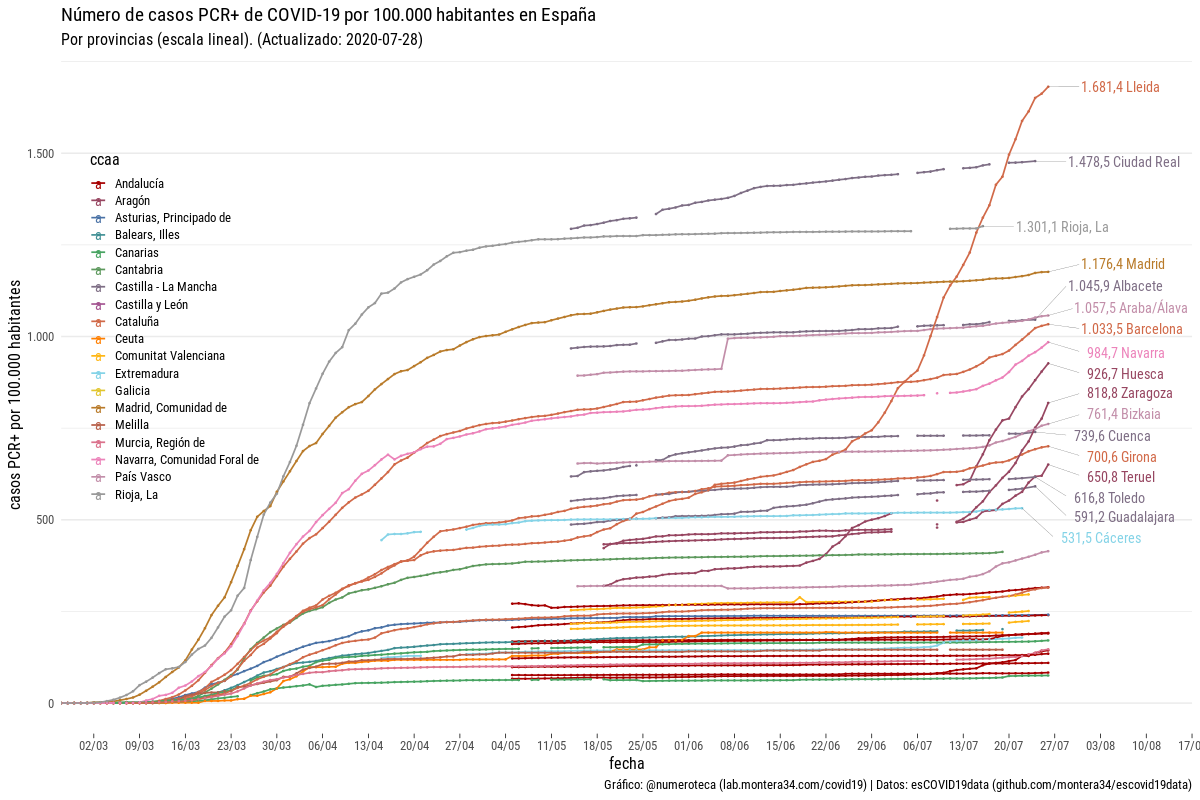 Número de casos PCR+ de COVID-19 por 100.000 habitantes en España
Por provincias (escala lineal). (Actualizado: 2020-07-28)
casos PCR+ por 100.000 habitantes
1.500
1.000
500
0
ccaa
Andalucía
Aragón
Asturias, Principado de
Balears, Illes
Canarias
Cantabria
Castilla - La Mancha
Castilla y León
Cataluña
Ceuta
Comunitat Valenciana
Extremadura
Galicia
Madrid, Comunidad de
Melilla
Murcia, Región de
Navarra, Comunidad Foral de
País Vasco
Rioja, La
1.681,4 Lleida
1.478,5 Ciudad Real
1.301,1 Rioja, La
1.176,4 Madrid
1.045,9 Albacete
1.057,5 Araba/Álava
1.033,5 Barcelona
984,7 Navarra
926,7 Huesca
818,8 Zaragoza
761,4 Bizkaia
739,6 Cuenca
700,6 Girona
650,8 Teruel
616,8 Toledo
591,2 Guadalajara
531,5 Cáceres
02/03 09/03 16/03 23/03 30/03 06/04 13/04 20/04 27/04 04/05 11/05 18/05 25/05 01/06 08/06 15/06 22/06 29/06 06/07 13/07 20/07 27/07 03/08 10/08 17/0
fecha
Gráfico: @numeroteca (lab.montera34.com/covid19) | Datos: esCOVID19data (github.com/montera34/escovid19data)